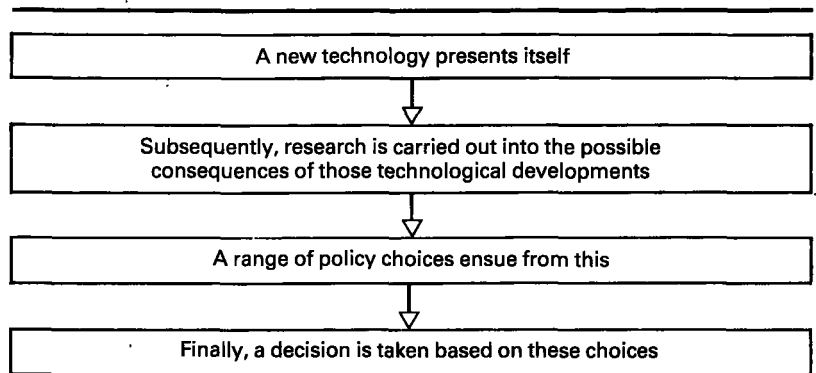 A new technology presents itself
Subsequently, research is carried out into the possible
consequences of those technological developments
A range of policy choices ensue from this
Finally, a decision is taken based on these choices